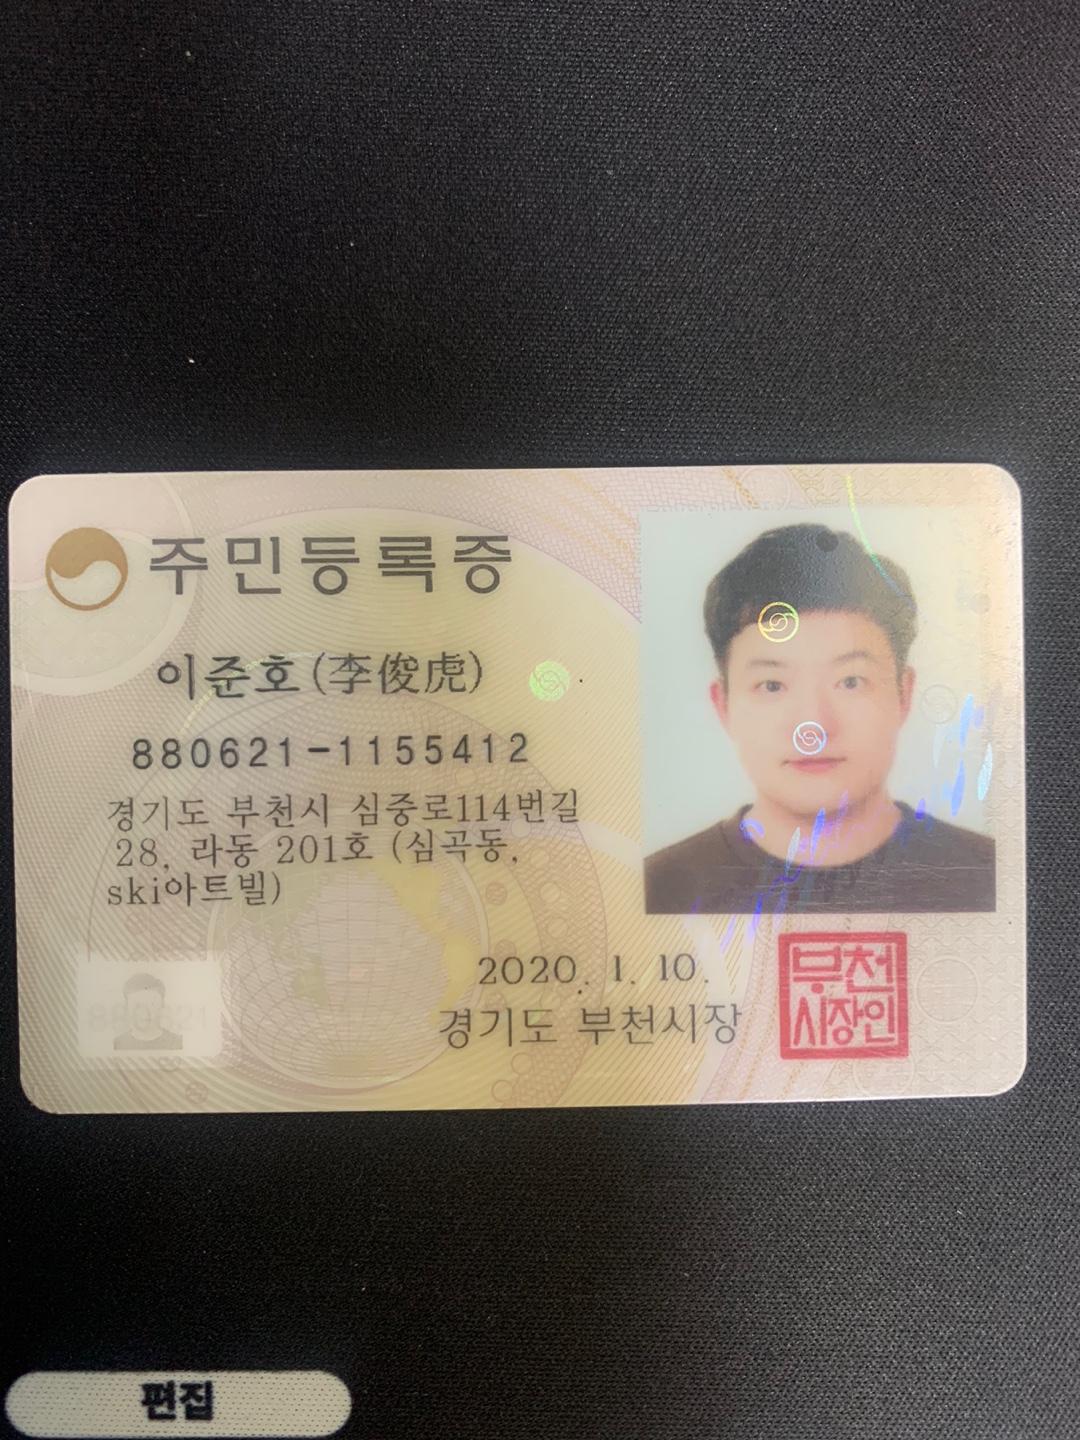 주민등록증
이준호(李俊虎)
880621-1155412
경기도 부천시 심중로114번길
28, 라동 201호 (심곡동,
ski아트빌)
2020. 1. 10.
경기도 부천시장
부천
시장인
편집